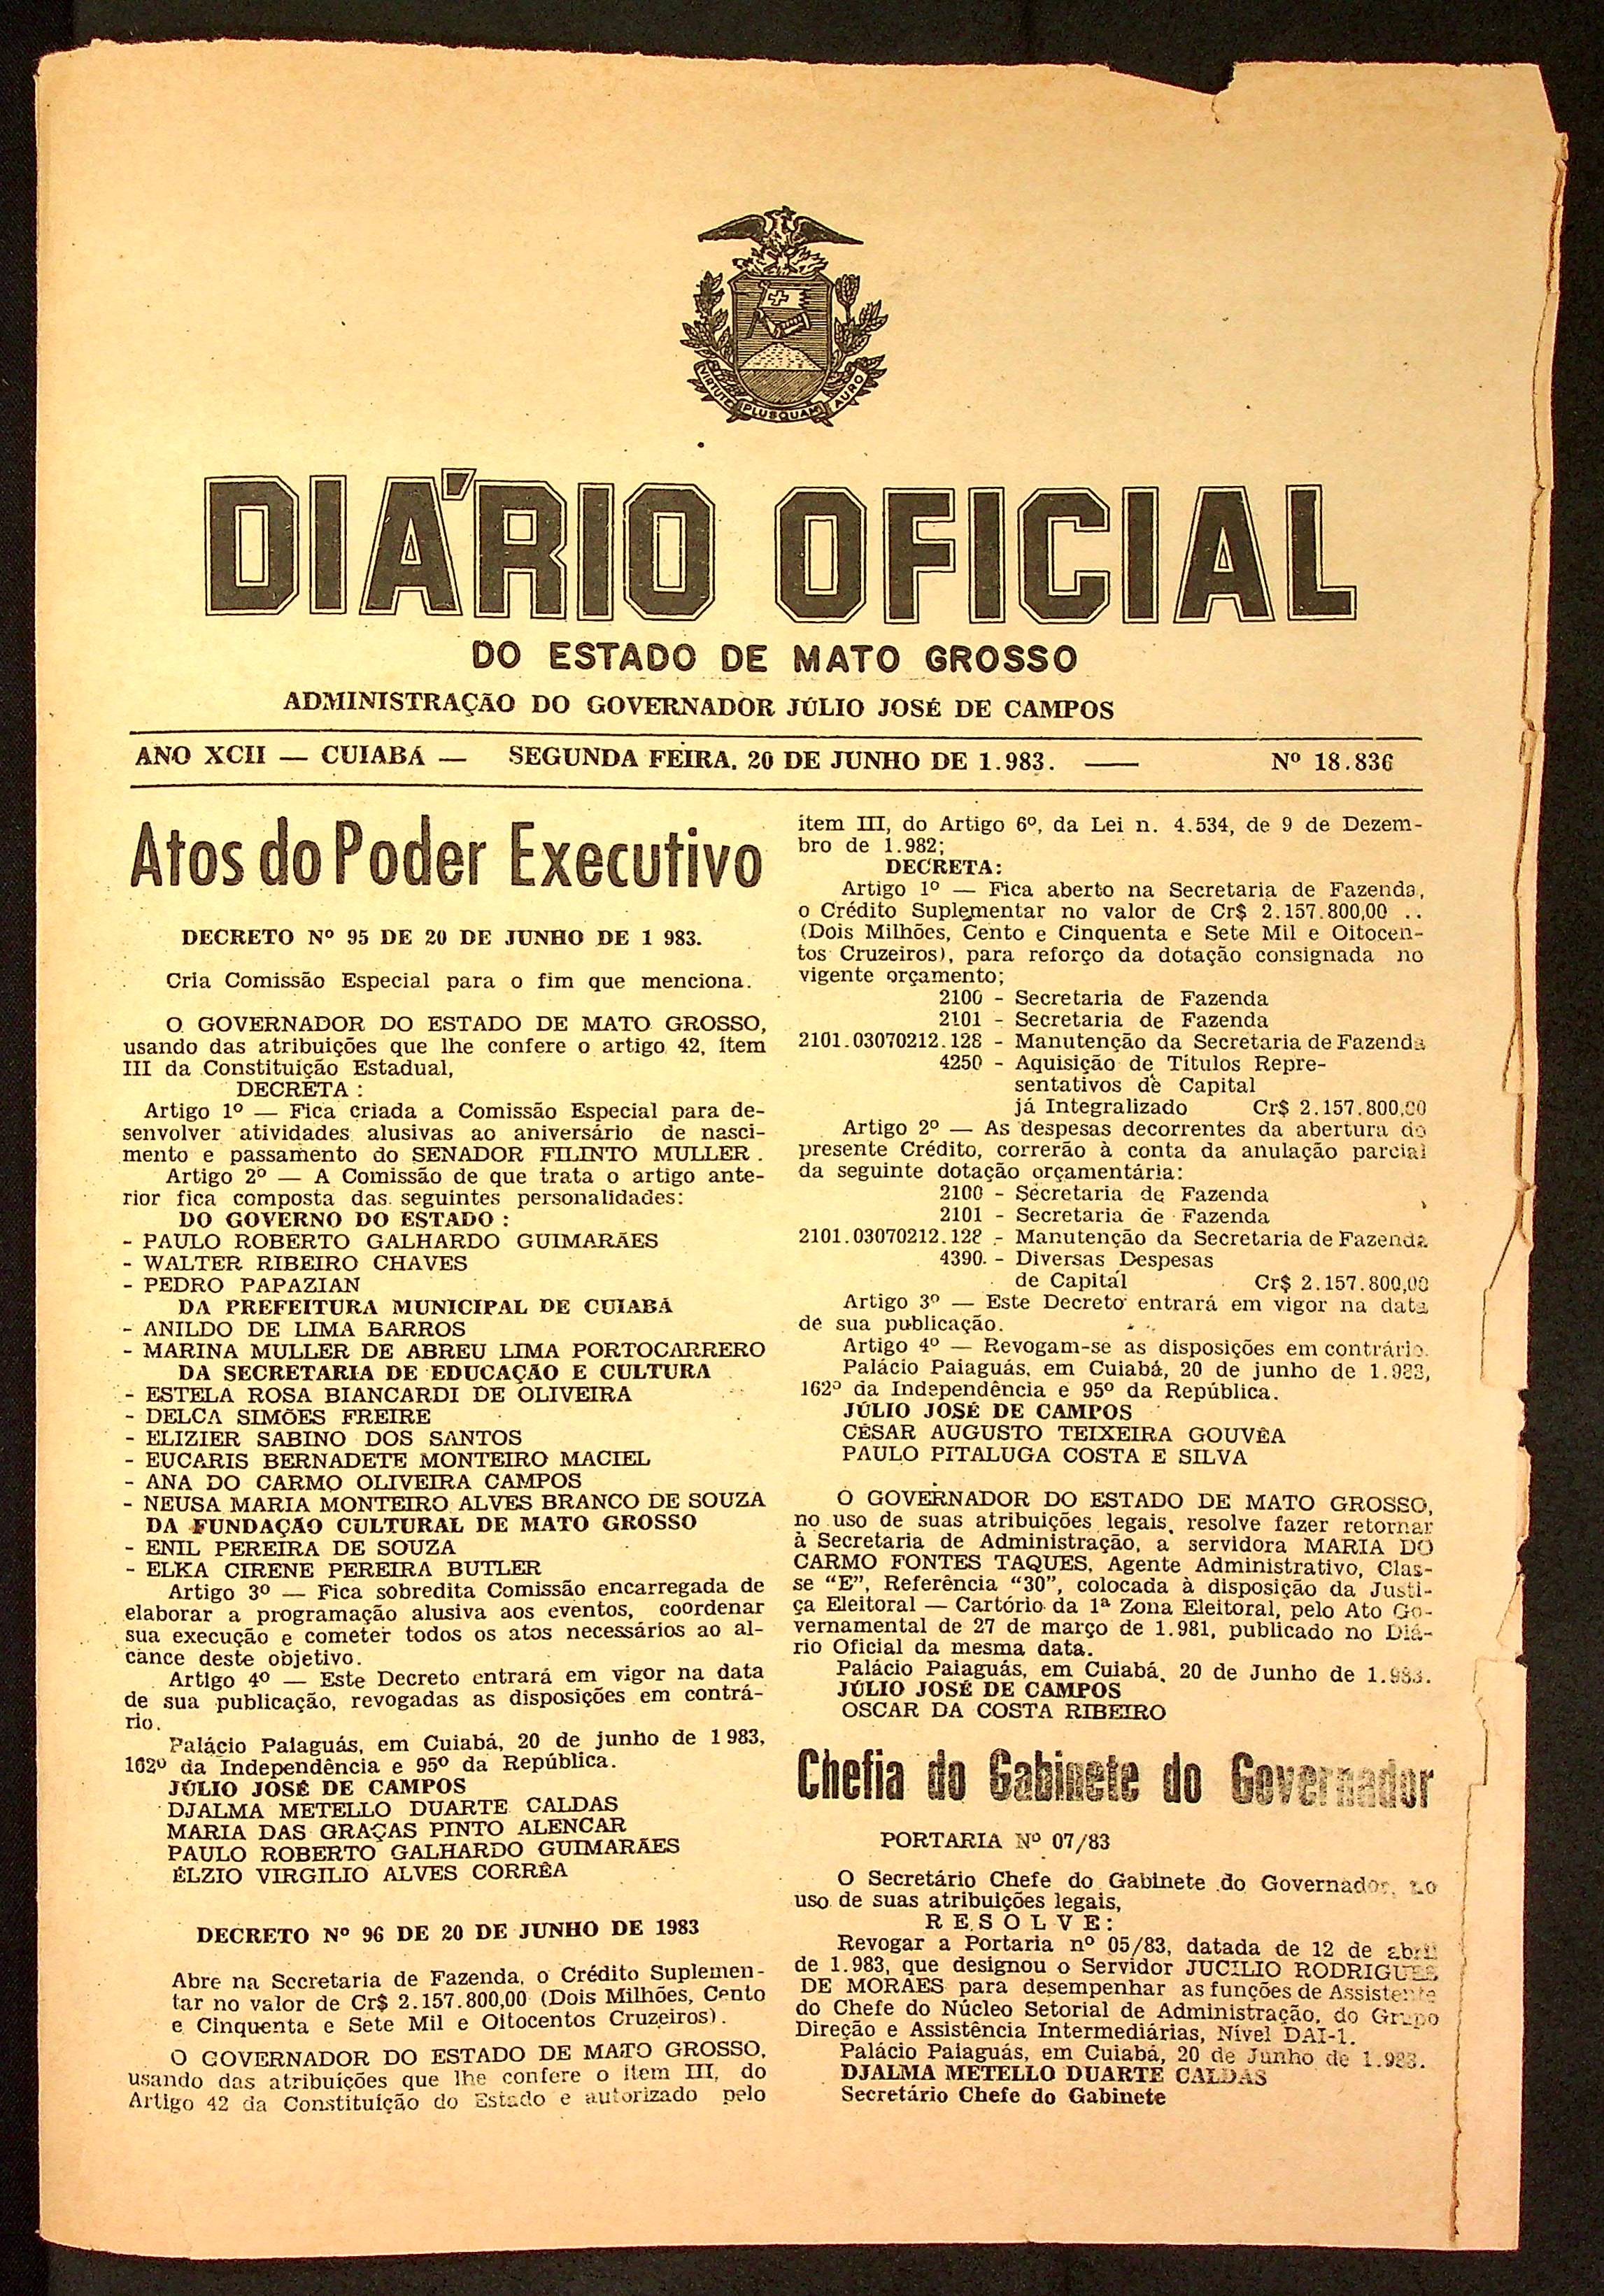 VIRTUTE PLUSQUAM AURO
DIÁRIO OFICIAL
DO ESTADO DE MATO GROSSO
ADMINISTRAÇÃO DO GOVERNADOR JÚLIO JOSÉ DE CAMPOS
ANO XCII — CUIABÁ — SEGUNDA FEIRA. 20 DE JUNHO DE 1.983. —— Nº 18.836
Atos do Poder Executivo
DECRETO Nº 95 DE 20 DE JUNHO DE 1 983.
Cria Comissão Especial para o fim que menciona.
O GOVERNADOR DO ESTADO DE MATO GROSSO,
usando das atribuições que lhe confere o artigo 42, ítem
III da Constituição Estadual,
DECRETA :
Artigo 1º — Fica criada a Comissão Especial para de-
senvolver atividades alusivas ao aniversário de nasci-
mento e passamento do SENADOR FILINTO MULLER.
Artigo 2º — A Comissão de que trata o artigo ante-
rior fica composta das seguintes personalidades:
DO GOVERNO DO ESTADO :
- PAULO ROBERTO GALHARDO GUIMARÃES
- WALTER RIBEIRO CHAVES
- PEDRO PAPAZIAN
DA PREFEITURA MUNICIPAL DE CUIABÁ
- ANILDO DE LIMA BARROS
- MARINA MULLER DE ABREU LIMA PORTOCARRERO
DA SECRETARIA DE EDUCAÇÃO E CULTURA
- ESTELA ROSA BIANCARDI DE OLIVEIRA
- DELCA SIMÕES FREIRE
- ELIZIER SABINO DOS SANTOS
- EUCARIS BERNADETE MONTEIRO MACIEL
- ANA DO CARMO OLIVEIRA CAMPOS
- NEUSA MARIA MONTEIRO ALVES BRANCO DE SOUZA
DA FUNDAÇÃO CULTURAL DE MATO GROSSO
- ENIL PEREIRA DE SOUZA
- ELKA CIRENE PEREIRA BUTLER
Artigo 3º — Fica sobredita Comissão encarregada de
elaborar a programação alusiva aos eventos, coordenar
sua execução e cometer todos os atos necessários ao al-
cance deste objetivo.
Artigo 4º — Este Decreto entrará em vigor na data
de sua publicação, revogadas as disposições em contrá-
rio.
Palácio Paiaguás, em Cuiabá, 20 de junho de 1 983,
162º da Independência e 95º da República.
JÚLIO JOSÉ DE CAMPOS
DJALMA METELLO DUARTE CALDAS
MARIA DAS GRAÇAS PINTO ALENCAR
PAULO ROBERTO GALHARDO GUIMARÃES
ÉLZIO VIRGILIO ALVES CORRÊA
DECRETO Nº 96 DE 20 DE JUNHO DE 1983
Abre na Secretaria de Fazenda, o Crédito Suplemen-
tar no valor de Cr$ 2.157.800,00 (Dois Milhões, Cento
e Cinquenta e Sete Mil e Oitocentos Cruzeiros).
O GOVERNADOR DO ESTADO DE MATO GROSSO,
usando das atribuições que lhe confere o item III, do
Artigo 42 da Constituição do Estado e autorizado pelo
ítem III, do Artigo 6º, da Lei n. 4.534, de 9 de Dezem-
bro de 1.982;
DECRETA:
Artigo 1º — Fica aberto na Secretaria de Fazenda,
o Crédito Suplementar no valor de Cr$ 2.157.800,00 ..
(Dois Milhões, Cento e Cinquenta e Sete Mil e Oitocen-
tos Cruzeiros), para reforço da dotação consignada no
vigente orçamento;
2100 - Secretaria de Fazenda
2101 - Secretaria de Fazenda
2101.03070212.128 - Manutenção da Secretaria de Fazenda
4250 - Aquisição de Títulos Repre-
sentativos de Capital
já Integralizado Cr$ 2.157.800,00
Artigo 2º — As despesas decorrentes da abertura do
presente Crédito, correrão à conta da anulação parcial
da seguinte dotação orçamentária:
2100 - Secretaria de Fazenda
2101 - Secretaria de Fazenda
2101.03070212.128 - Manutenção da Secretaria de Fazenda
4390. - Diversas Despesas
de Capital Cr$ 2.157.800,00
Artigo 3º — Este Decreto entrará em vigor na data
de sua publicação.
Artigo 4º — Revogam-se as disposições em contrário.
Palácio Paiaguás, em Cuiabá, 20 de junho de 1.983,
162º da Independência e 95º da República.
JÚLIO JOSÉ DE CAMPOS
CÉSAR AUGUSTO TEIXEIRA GOUVÊA
PAULO PITALUGA COSTA E SILVA
O GOVERNADOR DO ESTADO DE MATO GROSSO,
no uso de suas atribuições legais, resolve fazer retornar
à Secretaria de Administração, a servidora MARIA DO
CARMO FONTES TAQUES, Agente Administrativo, Clas-
se “E”, Referência “30”, colocada à disposição da Justi-
ça Eleitoral — Cartório da 1ª Zona Eleitoral, pelo Ato Go-
vernamental de 27 de março de 1.981, publicado no Diá-
rio Oficial da mesma data.
Palácio Paiaguás, em Cuiabá, 20 de Junho de 1.983.
JÚLIO JOSÉ DE CAMPOS
OSCAR DA COSTA RIBEIRO
Chefia do Gabinete do Governador
PORTARIA Nº 07/83
O Secretário Chefe do Gabinete do Governador, no
uso de suas atribuições legais,
R E S O L V E :
Revogar a Portaria nº 05/83, datada de 12 de abril
de 1.983, que designou o Servidor JUCILIO RODRIGUES
DE MORAES para desempenhar as funções de Assistente
do Chefe do Núcleo Setorial de Administração, do Grupo
Direção e Assistência Intermediárias, Nível DAI-1.
Palácio Paiaguás, em Cuiabá, 20 de Junho de 1.983.
DJALMA METELLO DUARTE CALDAS
Secretário Chefe do Gabinete